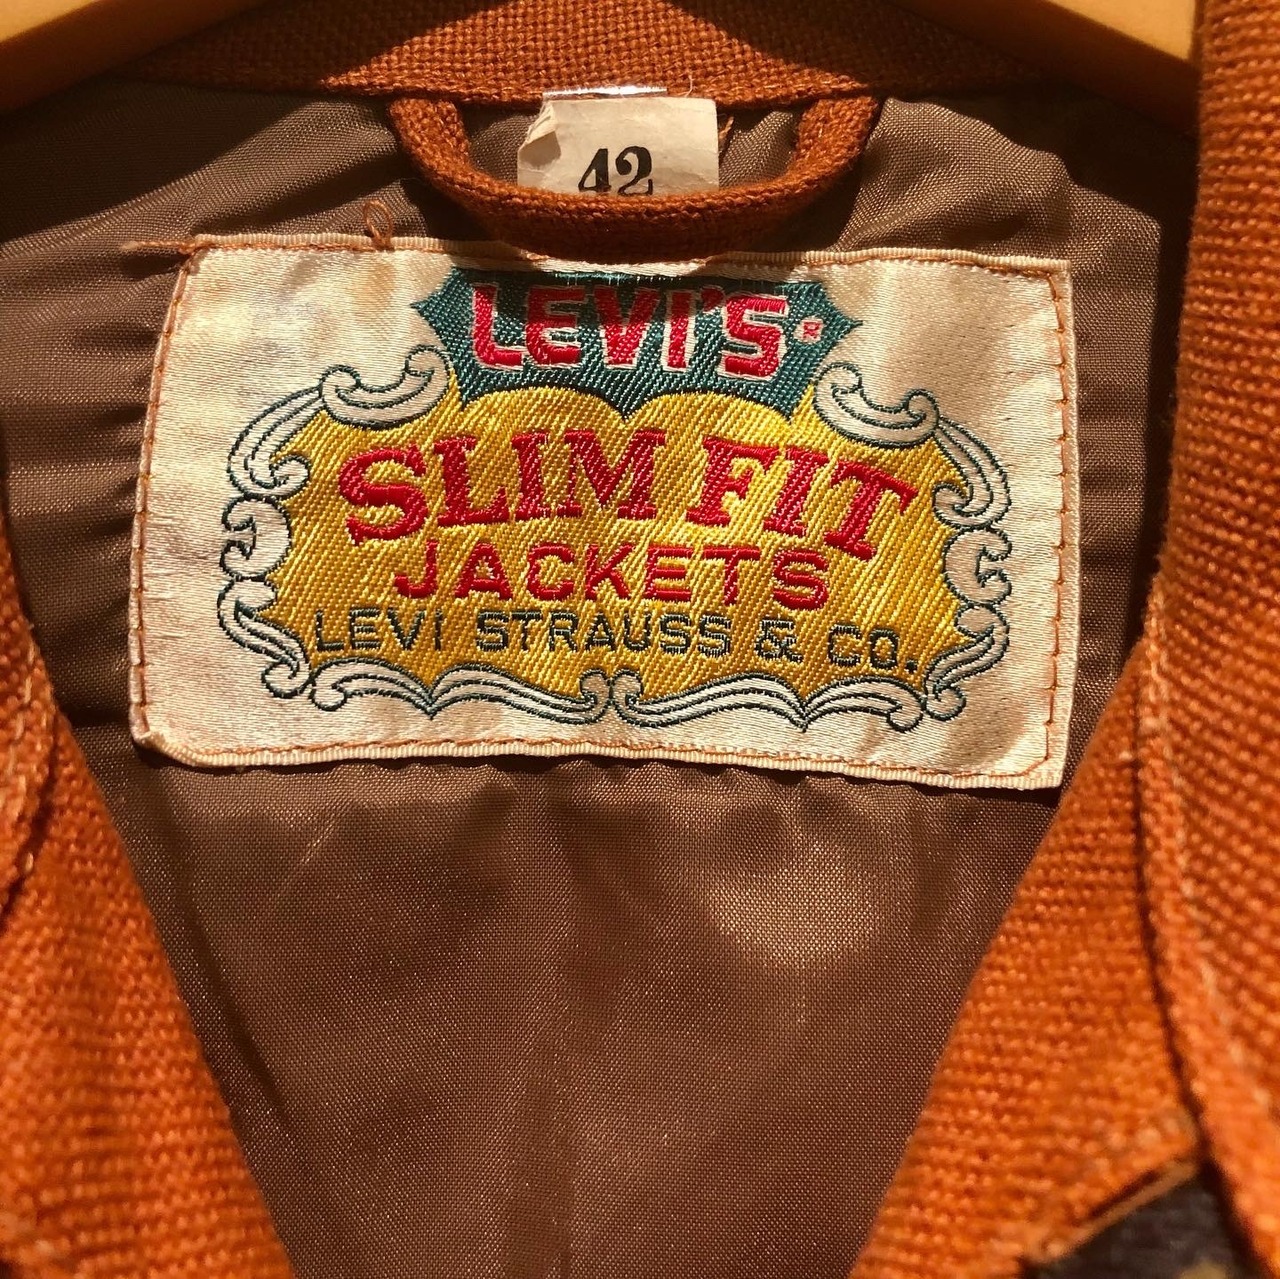 42
LEVI'S®
SLIM FIT
JACKETS
LEVI STRAUSS & CO.